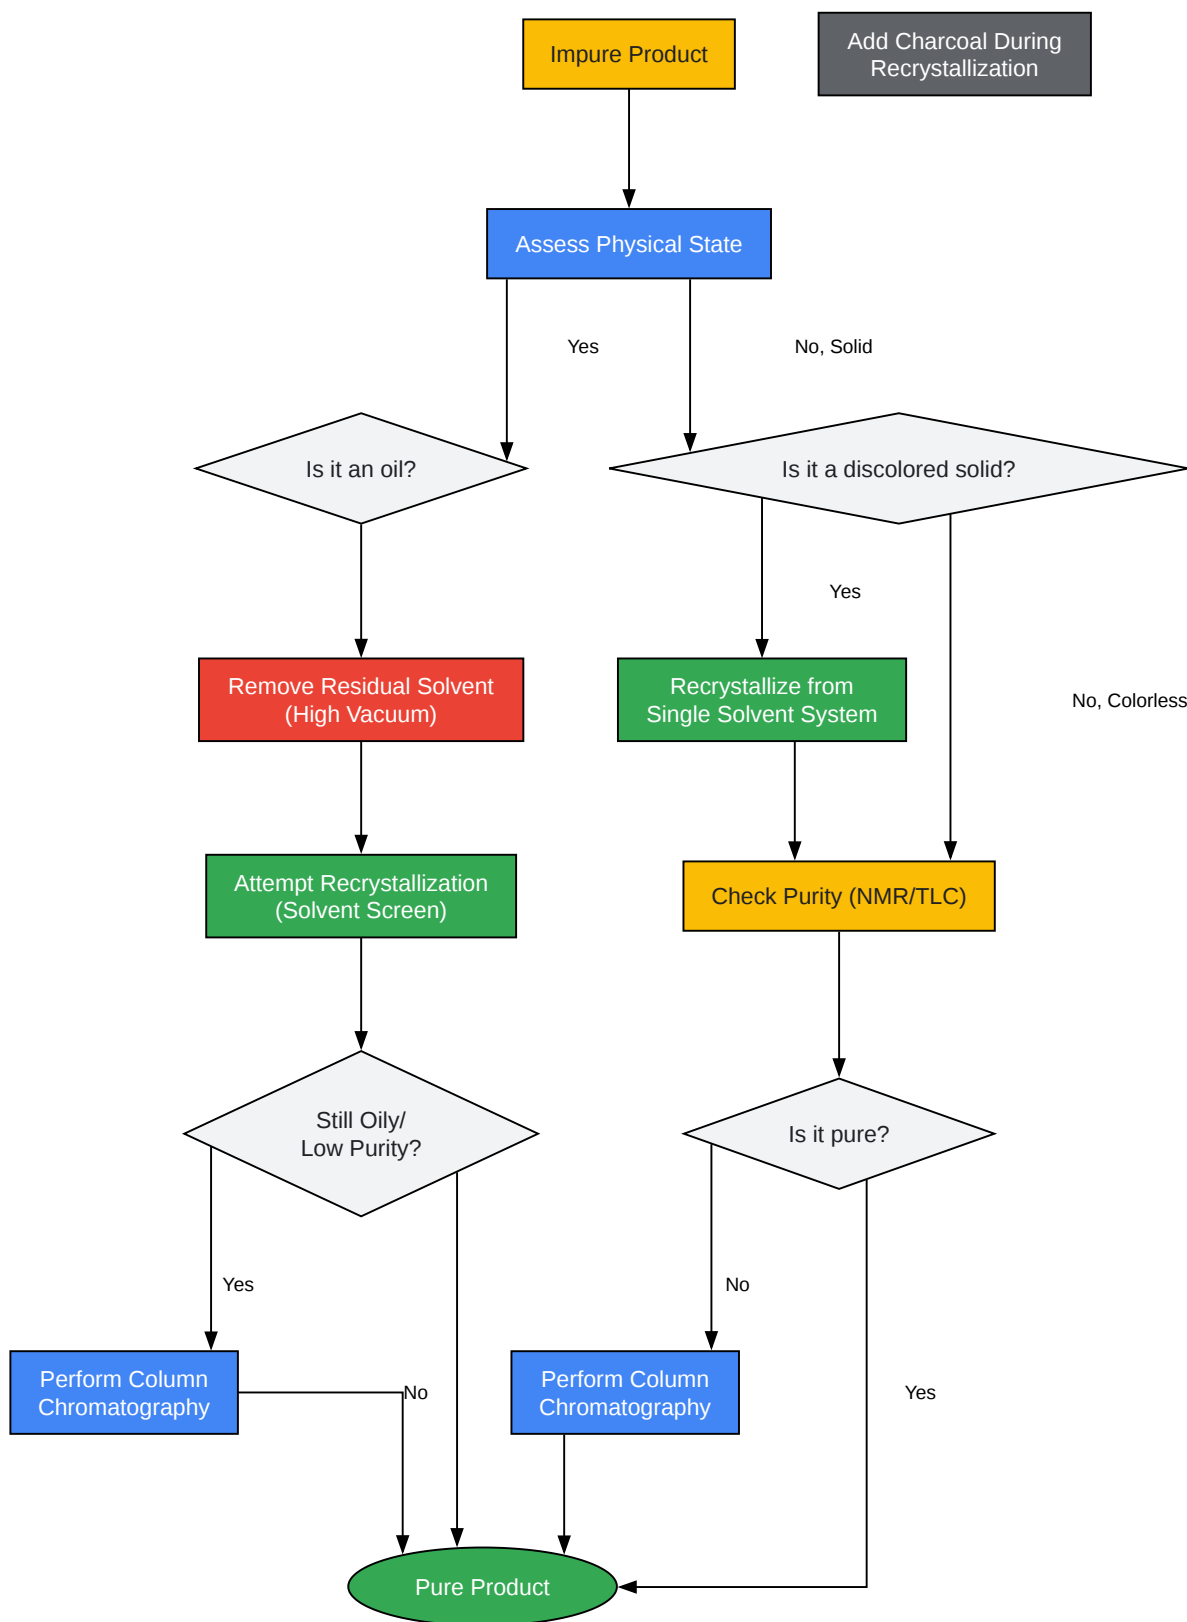 Impure Product
Add Charcoal During
Recrystallization
Assess Physical State
Yes
No, Solid
Is it an oil?
Is it a discolored solid?
Yes
Remove Residual Solvent
(High Vacuum)
Recrystallize from
Single Solvent System
No, Colorless
Attempt Recrystallization
(Solvent Screen)
Check Purity (NMR/TLC)
Still Oily/
Low Purity?
Is it pure?
Yes
No
Perform Column
Chromatography
No
Perform Column
Chromatography
Yes
Pure Product